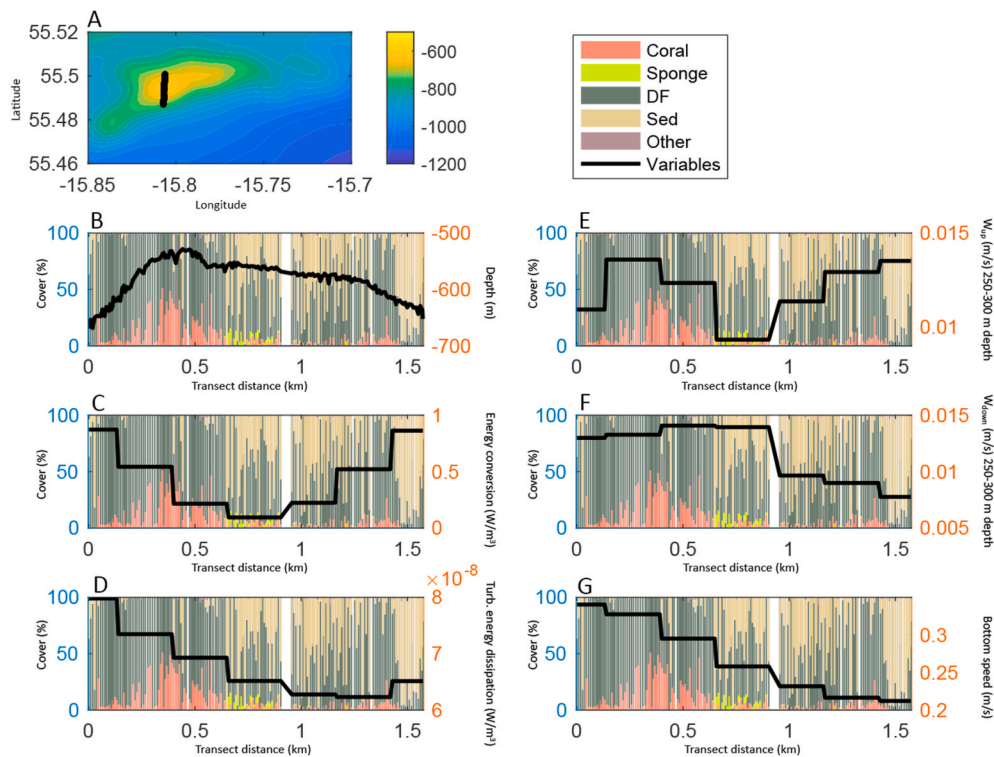 A
55.52
55.5
55.48
55.46
Latitude
-15.85
-15.8
-15.75
-15.7
Longitude
-600
-800
-1000
-1200
Coral
Sponge
DF
Sed
Other
Variables
B
100
50
0
Cover (%)
-500
-600
-700
Depth (m)
0
0.5
1
1.5
Transect distance (km)
E
100
50
0
Cover (%)
0.015
0.01
Wup (m/s) 250-300 m depth
0
0.5
1
1.5
Transect distance (km)
C
100
50
0
Cover (%)
1
0.5
0
Energy conversion (W/m³)
0
0.5
1
1.5
Transect distance (km)
F
100
50
0
Cover (%)
0.015
0.01
0.005
Wdown (m/s) 250-300 m depth
0
0.5
1
1.5
Transect distance (km)
D
100
50
0
Cover (%)
×10-8
8
7
6
Turb. energy dissipation (W/m³)
0
0.5
1
1.5
Transect distance (km)
G
100
50
0
Cover (%)
0.3
0.25
0.2
Bottom speed (m/s)
0
0.5
1
1.5
Transect distance (km)